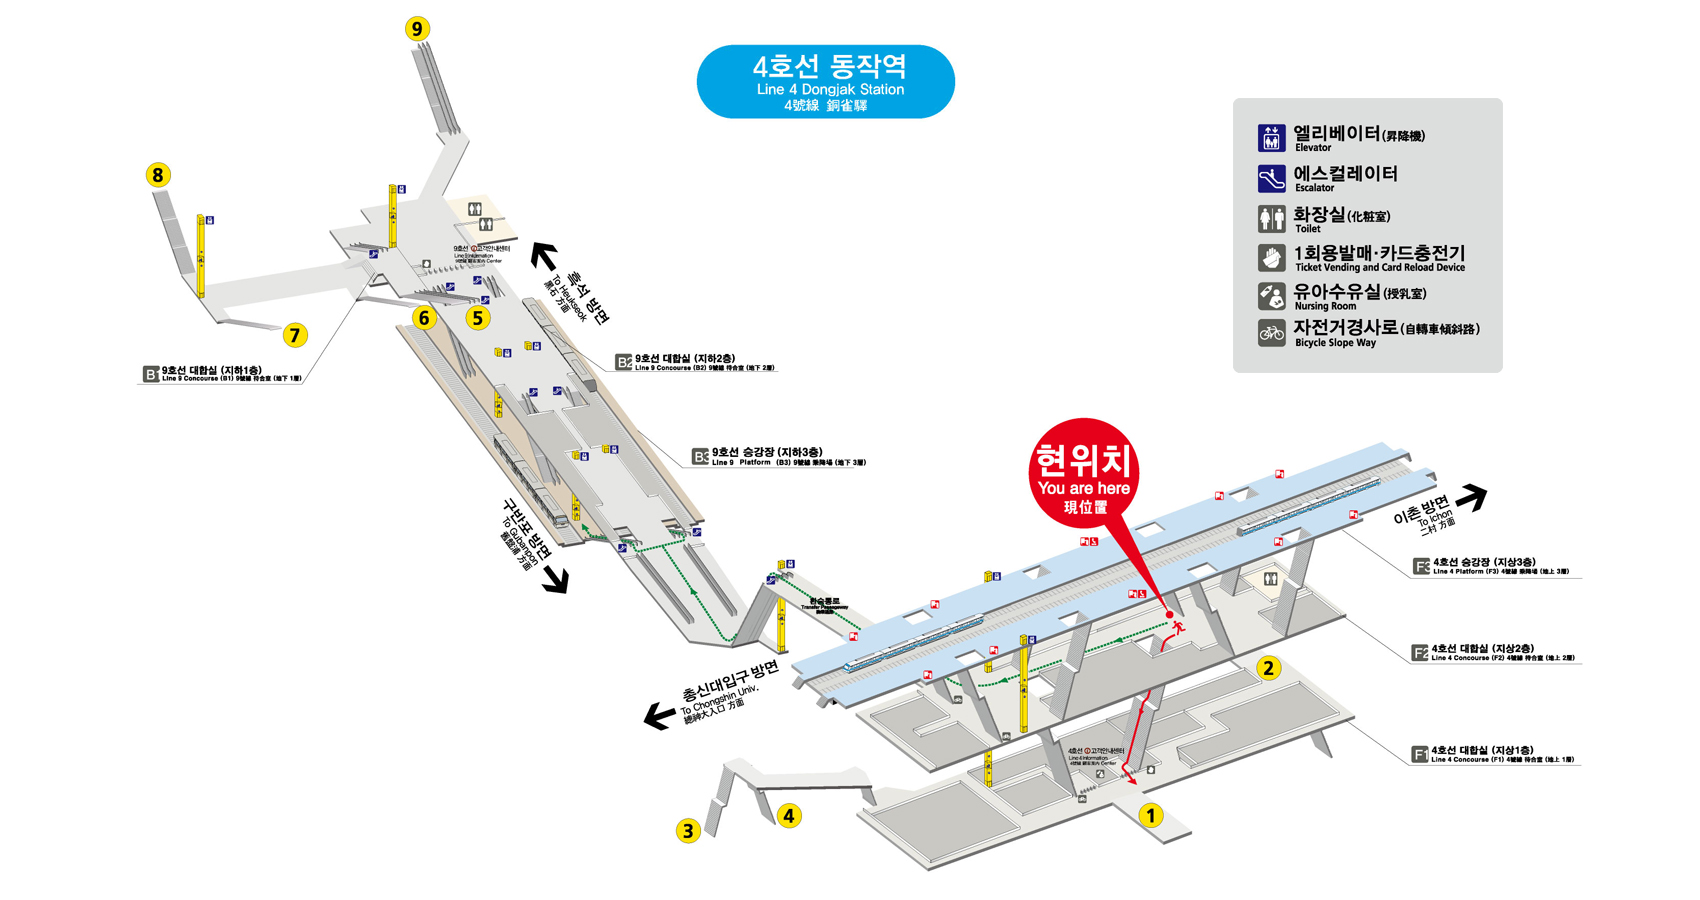 9
4호선 동작역
Line 4 Dongjak Station
4號線 銅雀驛
8
엘리베이터(昇降機)
Elevator
에스컬레이터
Escalator
화장실(化粧室)
Toilet
1회용발매·카드충전기
Ticket Vending and Card Reload Device
유아수유실(授乳室)
Nursing Room
자전거경사로(自轉車傾斜路)
Bicycle Slope Way
9호선 고객안내센터
Line 9 Information
9號線 顧客案內 Center
흑석 방면
To Heukseok
黑石 方面
6
5
7
B1
9호선 대합실 (지하1층)
Line 9 Concourse (B1) 9號線 待合室 (地下 1層)
B2
9호선 대합실 (지하2층)
Line 9 Concourse (B2) 9號線 待合室 (地下 2層)
B3
9호선 승강장 (지하3층)
Line 9 Platform (B3) 9號線 乘降場 (地下 3層)
현위치
You are here
現位置
구반포 방면
To Gubanpon
舊盤浦 方面
이촌 방면
To Ichon
二村 方面
환승통로
Transfer Passageway
F3
4호선 승강장 (지상3층)
Line 4 Platform (F3) 4號線 乘降場 (地上 3層)
F2
4호선 대합실 (지상2층)
Line 4 Concourse (F2) 4號線 待合室 (地上 2層)
총신대입구 방면
To Chongshin Univ.
總神大入口 方面
2
4호선 고객안내센터
Line 4 Information
4號線 顧客案內 Center
F1
4호선 대합실 (지상1층)
Line 4 Concourse (F1) 4號線 待合室 (地上 1層)
3
4
1